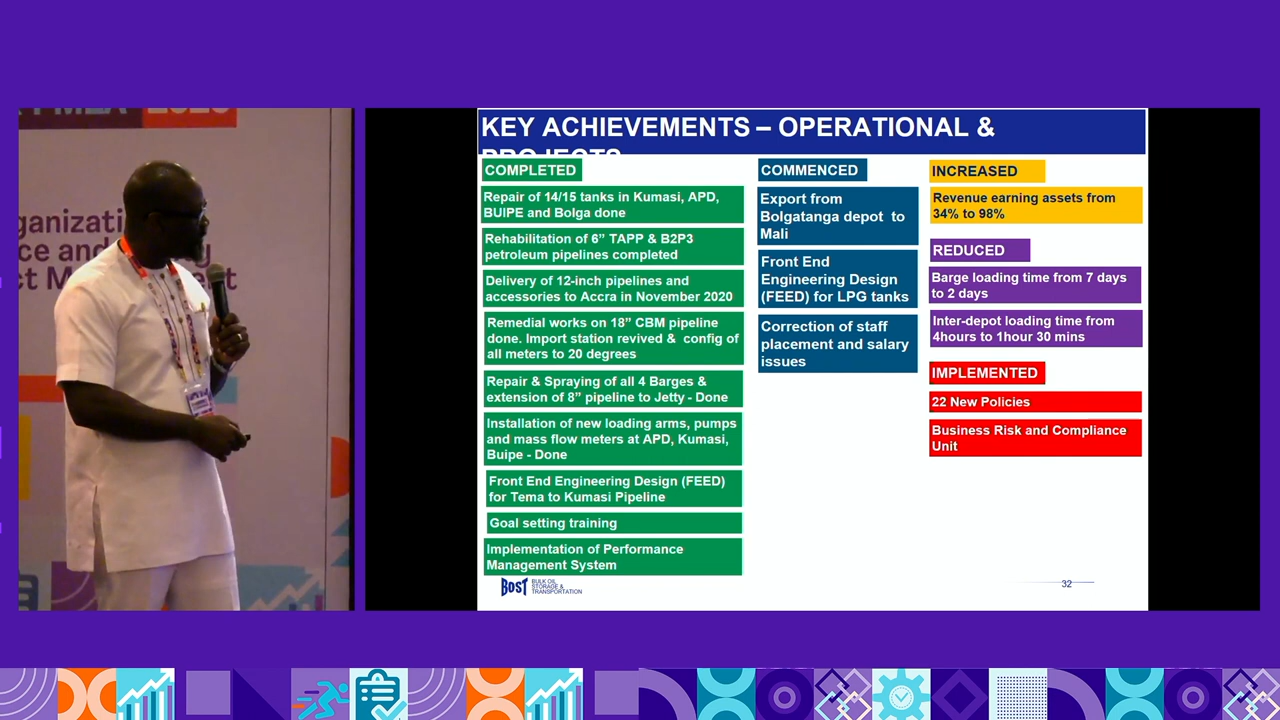 ganizati
ce and
ct M
t
KEY ACHIEVEMENTS – OPERATIONAL &
PROJECTS
COMPLETED
Repair of 14/15 tanks in Kumasi, APD,
BUIPE and Bolga done
Rehabilitation of 6” TAPP & B2P3
petroleum pipelines completed
Delivery of 12-inch pipelines and
accessories to Accra in November 2020
Remedial works on 18” CBM pipeline
done. Import station revived & config of
all meters to 20 degrees
Repair & Spraying of all 4 Barges &
extension of 8” pipeline to Jetty - Done
Installation of new loading arms, pumps
and mass flow meters at APD, Kumasi,
Buipe - Done
Front End Engineering Design (FEED)
for Tema to Kumasi Pipeline
Goal setting training
Implementation of Performance
Management System
COMMENCED
Export from
Bolgatanga depot to
Mali
Front End
Engineering Design
(FEED) for LPG tanks
Correction of staff
placement and salary
issues
INCREASED
Revenue earning assets from
34% to 98%
REDUCED
Barge loading time from 7 days
to 2 days
Inter-depot loading time from
4hours to 1hour 30 mins
IMPLEMENTED
22 New Policies
Business Risk and Compliance
Unit
BOST
BULK OIL
STORAGE &
TRANSPORTATION
32